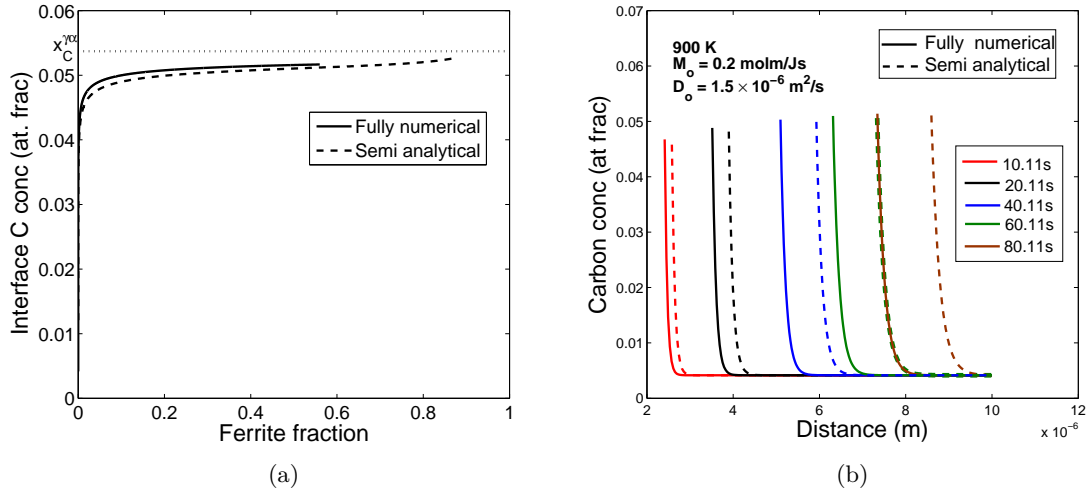 x_C^γα
0.06
0.05
0.04
0.03
0.02
0.01
0
0
0.2
0.4
0.6
0.8
1
Interface C conc (at. frac)
Ferrite fraction
Fully numerical
Semi analytical
(a)
0.07
0.06
0.05
0.04
0.03
0.02
0.01
0
2
4
6
8
10
12
x 10⁻⁶
Carbon conc (at frac)
Distance (m)
900 K
M_o = 0.2 molm/Js
D_o = 1.5 × 10⁻⁶ m²/s
Fully numerical
Semi analytical
10.11s
20.11s
40.11s
60.11s
80.11s
(b)